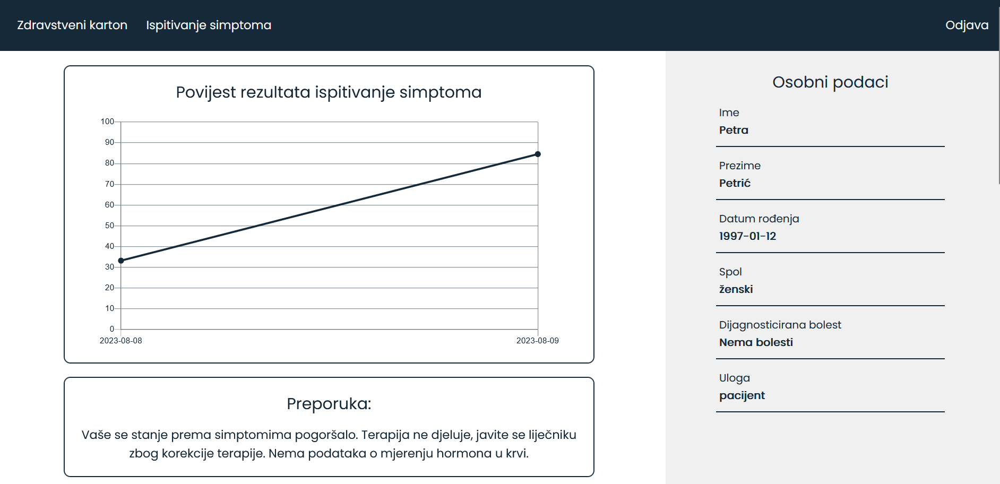 Zdravstveni karton
Ispitivanje simptoma
Odjava
Povijest rezultata ispitivanje simptoma
100
90
80
70
60
50
40
30
20
10
0
2023-08-08
2023-08-09
Preporuka:
Vaše se stanje prema simptomima pogoršalo. Terapija ne djeluje, javite se liječniku
zbog korekcije terapije. Nema podataka o mjerenju hormona u krvi.
Osobni podaci
Ime
Petra
Prezime
Petrić
Datum rođenja
1997-01-12
Spol
ženski
Dijagnosticirana bolest
Nema bolesti
Uloga
pacijent